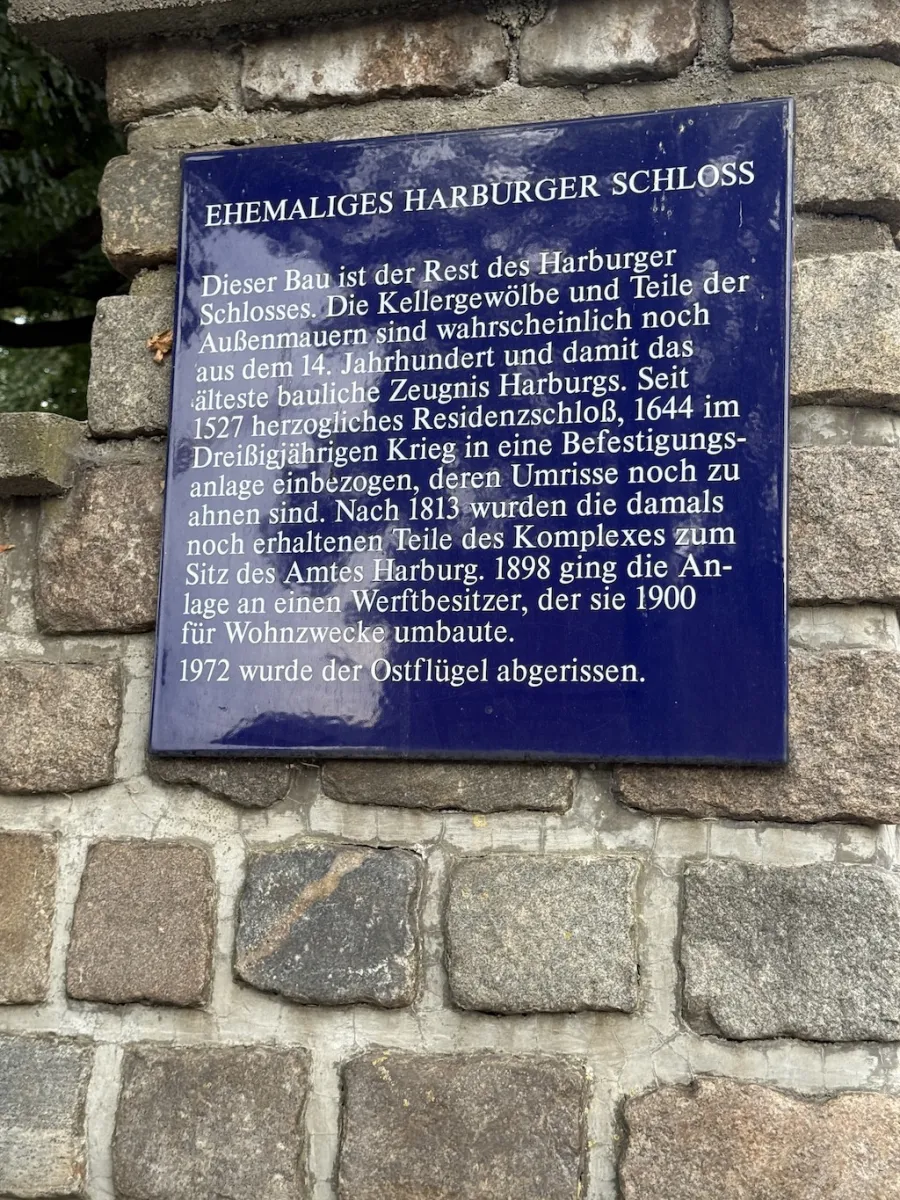 EHEMALIGES HARBURGER SCHLOSS
Dieser Bau ist der Rest des Harburger
Schlosses. Die Kellergewölbe und Teile der
Außenmauern sind wahrscheinlich noch
aus dem 14. Jahrhundert und damit das
älteste bauliche Zeugnis Harburgs. Seit
1527 herzogliches Residenzschloß, 1644 im
Dreißigjährigen Krieg in eine Befestigungs-
anlage einbezogen, deren Umrisse noch zu
ahnen sind. Nach 1813 wurden die damals
noch erhaltenen Teile des Komplexes zum
Sitz des Amtes Harburg. 1898 ging die An-
lage an einen Werftbesitzer, der sie 1900
für Wohnzwecke umbaute.
1972 wurde der Ostflügel abgerissen.